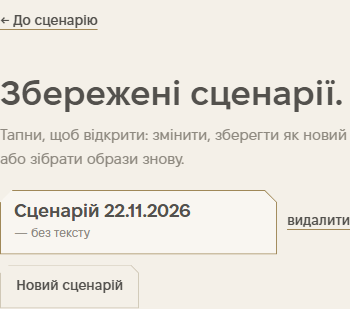 ← До сценарію
Збережені сценарії.
Тапни, щоб відкрити: змінити, зберегти як новий
або зібрати образи знову.
Сценарій 22.11.2026
— без тексту
видалити
Новий сценарій